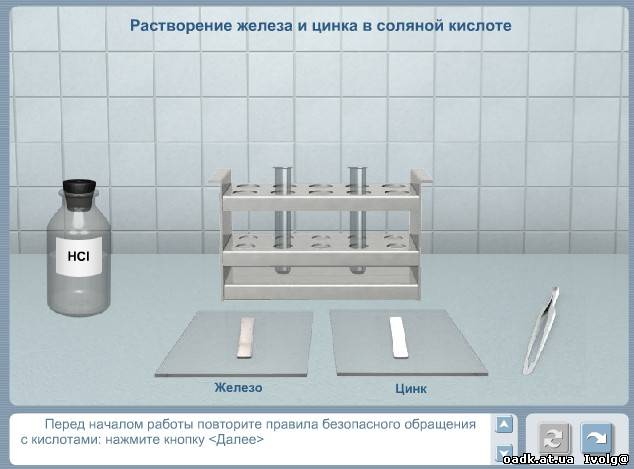 Растворение железа и цинка в соляной кислоте
HCl
Железо
Цинк
Перед началом работы повторите правила безопасного обращения
с кислотами: нажмите кнопку <Далее>
oadk.at.ua Ivolg@